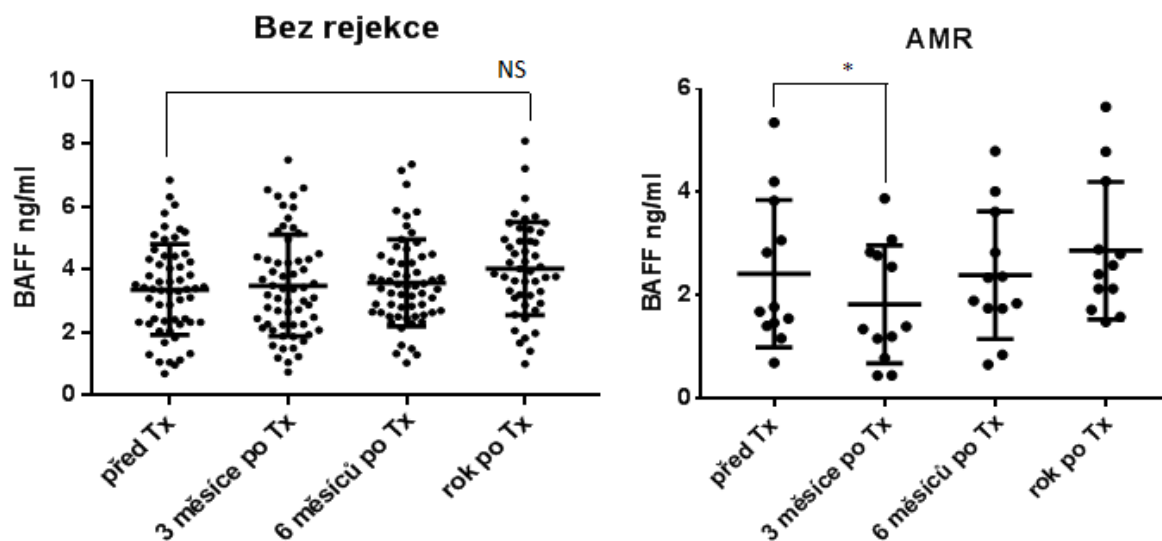 Bez rejekce
NS
10
8
6
4
2
0
BAFF ng/ml
před Tx
3 měsíce po Tx
6 měsíců po Tx
rok po Tx
AMR
*
6
4
2
0
BAFF ng/ml
před Tx
3 měsíce po Tx
6 měsíců po Tx
rok po Tx